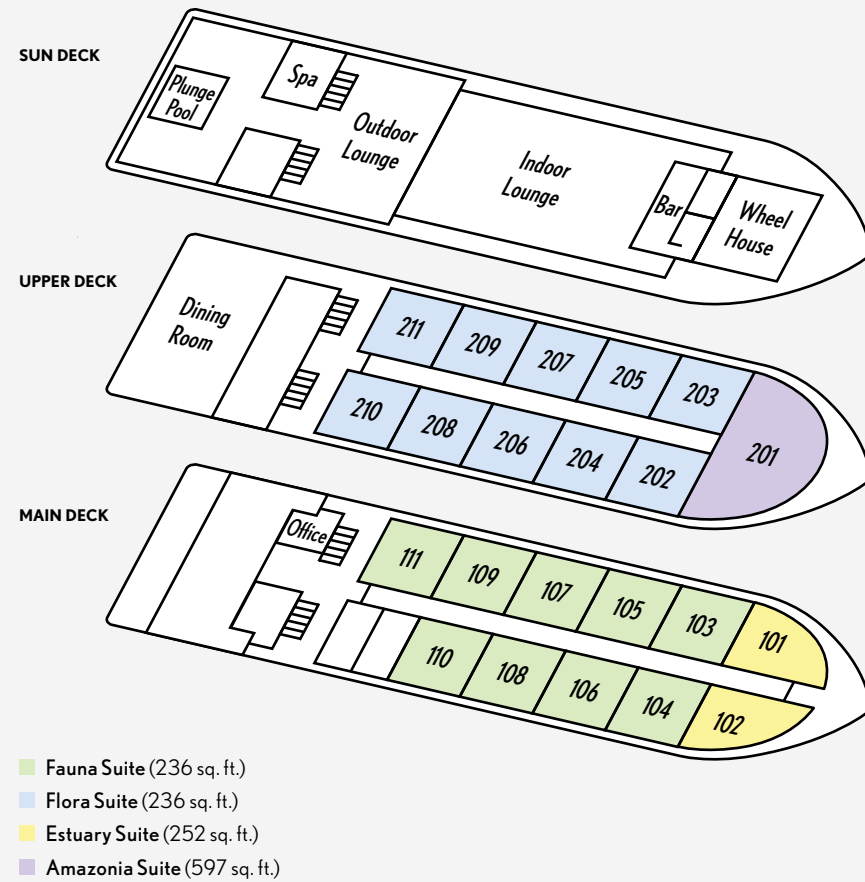 SUN DECK
Plunge
Pool
Spa
Outdoor
Lounge
Indoor
Lounge
Bar
Wheel
House
UPPER DECK
Dining
Room
211
209
207
205
203
201
210
208
206
204
202
MAIN DECK
Office
111
109
107
105
103
101
110
108
106
104
102
Fauna Suite (236 sq. ft.)
Flora Suite (236 sq. ft.)
Estuary Suite (252 sq. ft.)
Amazonia Suite (597 sq. ft.)